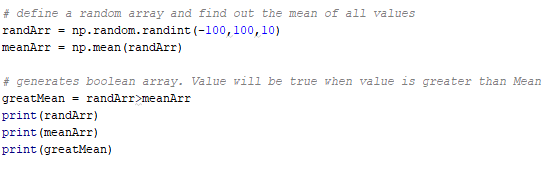 # define a random array and find out the mean of all values
randArr = np.random.randint(-100,100,10)
meanArr = np.mean(randArr)
# generates boolean array. Value will be true when value is greater than Mean
greatMean = randArr>meanArr
print(randArr)
print(meanArr)
print(greatMean)